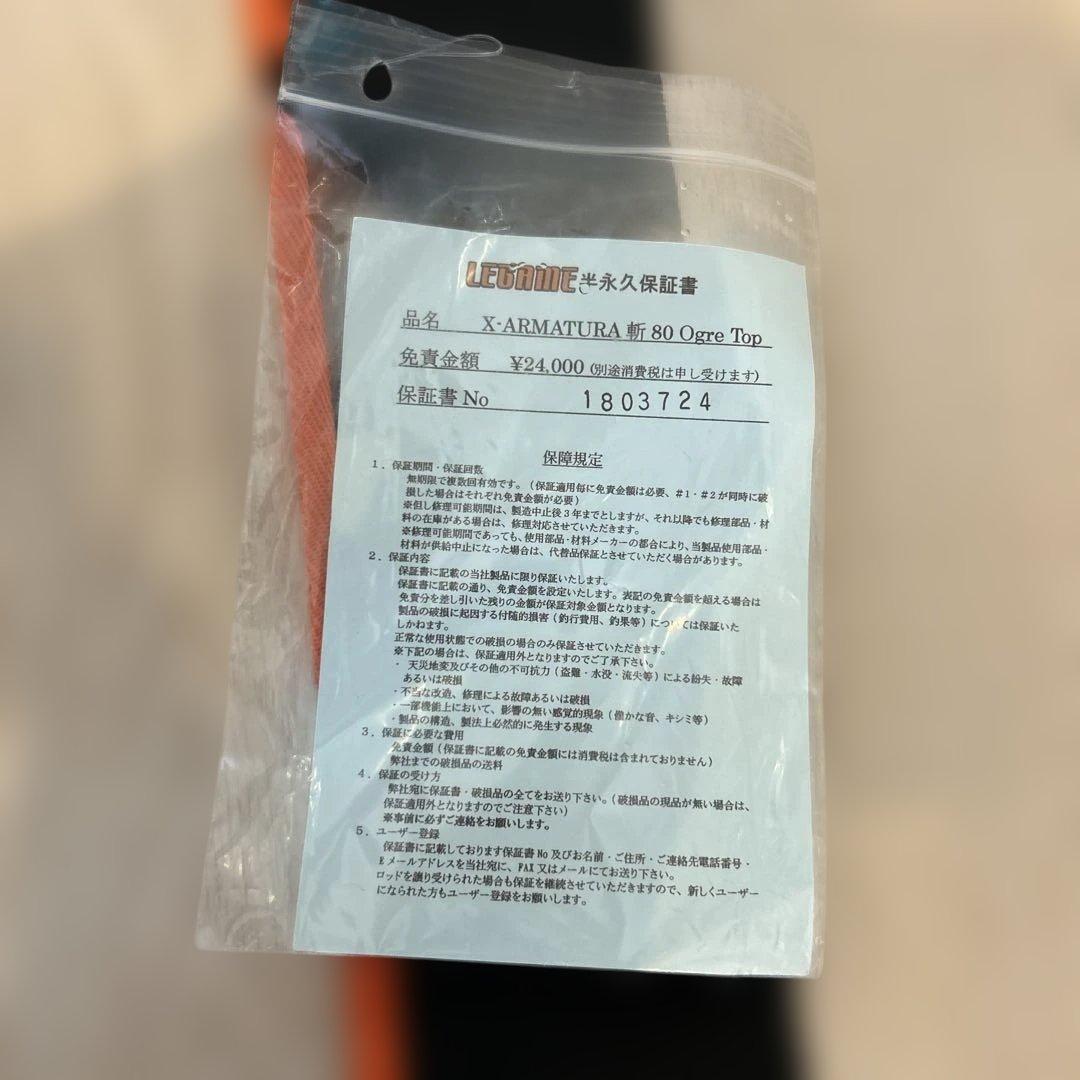 LEGAME半永久保証書
品名 X-ARMATURA 斬 80 Ogre Top
免責金額 ¥24,000(別途消費税は申し受けます)
保証書 No 1803724
保障規定
1.保証期間・保証回数
無期限で複数回有効です。(保証適用毎に免責金額は必要、#1・#2が同時に破
損した場合はそれぞれ免責金額が必要)
※但し修理可能期間は、製造中止後3年までとしますが、それ以降でも修理部品・材
料の在庫がある場合は、修理対応させていただきます。
※修理可能期間であっても、使用部品・材料メーカーの都合により、当製品使用部品・
材料が供給中止になった場合は、代替品保証とさせていただく場合があります。
2.保証内容
保証書に記載の当社製品に限り保証いたします。
保証書に記載の通り、免責金額を設定いたします。表記の免責金額を超える場合は
免責分を差し引いた残りの金額が保証対象金額となります。
製品の破損に起因する付随的損害(釣行費用、釣果等)については保証いた
しかねます。
正常な使用状態での破損の場合のみ保証させていただきます。
※下記の場合は、保証適用外となりますのでご了承下さい。
・ 天災地変及びその他の不可抗力(盗難・水没・流失等)による紛失・故障
あるいは破損
・不当な改造、修理による故障あるいは破損
・一部機能上において、影響の無い感覚的現象(僅かな音、キシミ等)
・製品の構造、製法上必然的に発生する現象
3.保証に必要な費用
免責金額(保証書に記載の免責金額には消費税は含まれておりません)
弊社までの破損品の送料
4.保証の受け方
弊社宛に保証書・破損品の全てをお送り下さい。(破損品の現品が無い場合は、
保証適用外となりますのでご注意下さい)
※事前に必ずご連絡をお願いします。
5.ユーザー登録
保証書に記載しております保証書 No 及びお名前・ご住所・ご連絡先電話番号・
Eメールアドレスを当社宛に、FAX 又はメールにてお送り下さい。
ロッドを譲り受けられた場合も保証を継続させていただきますので、新しくユーザー
になられた方もユーザー登録をお願いします。